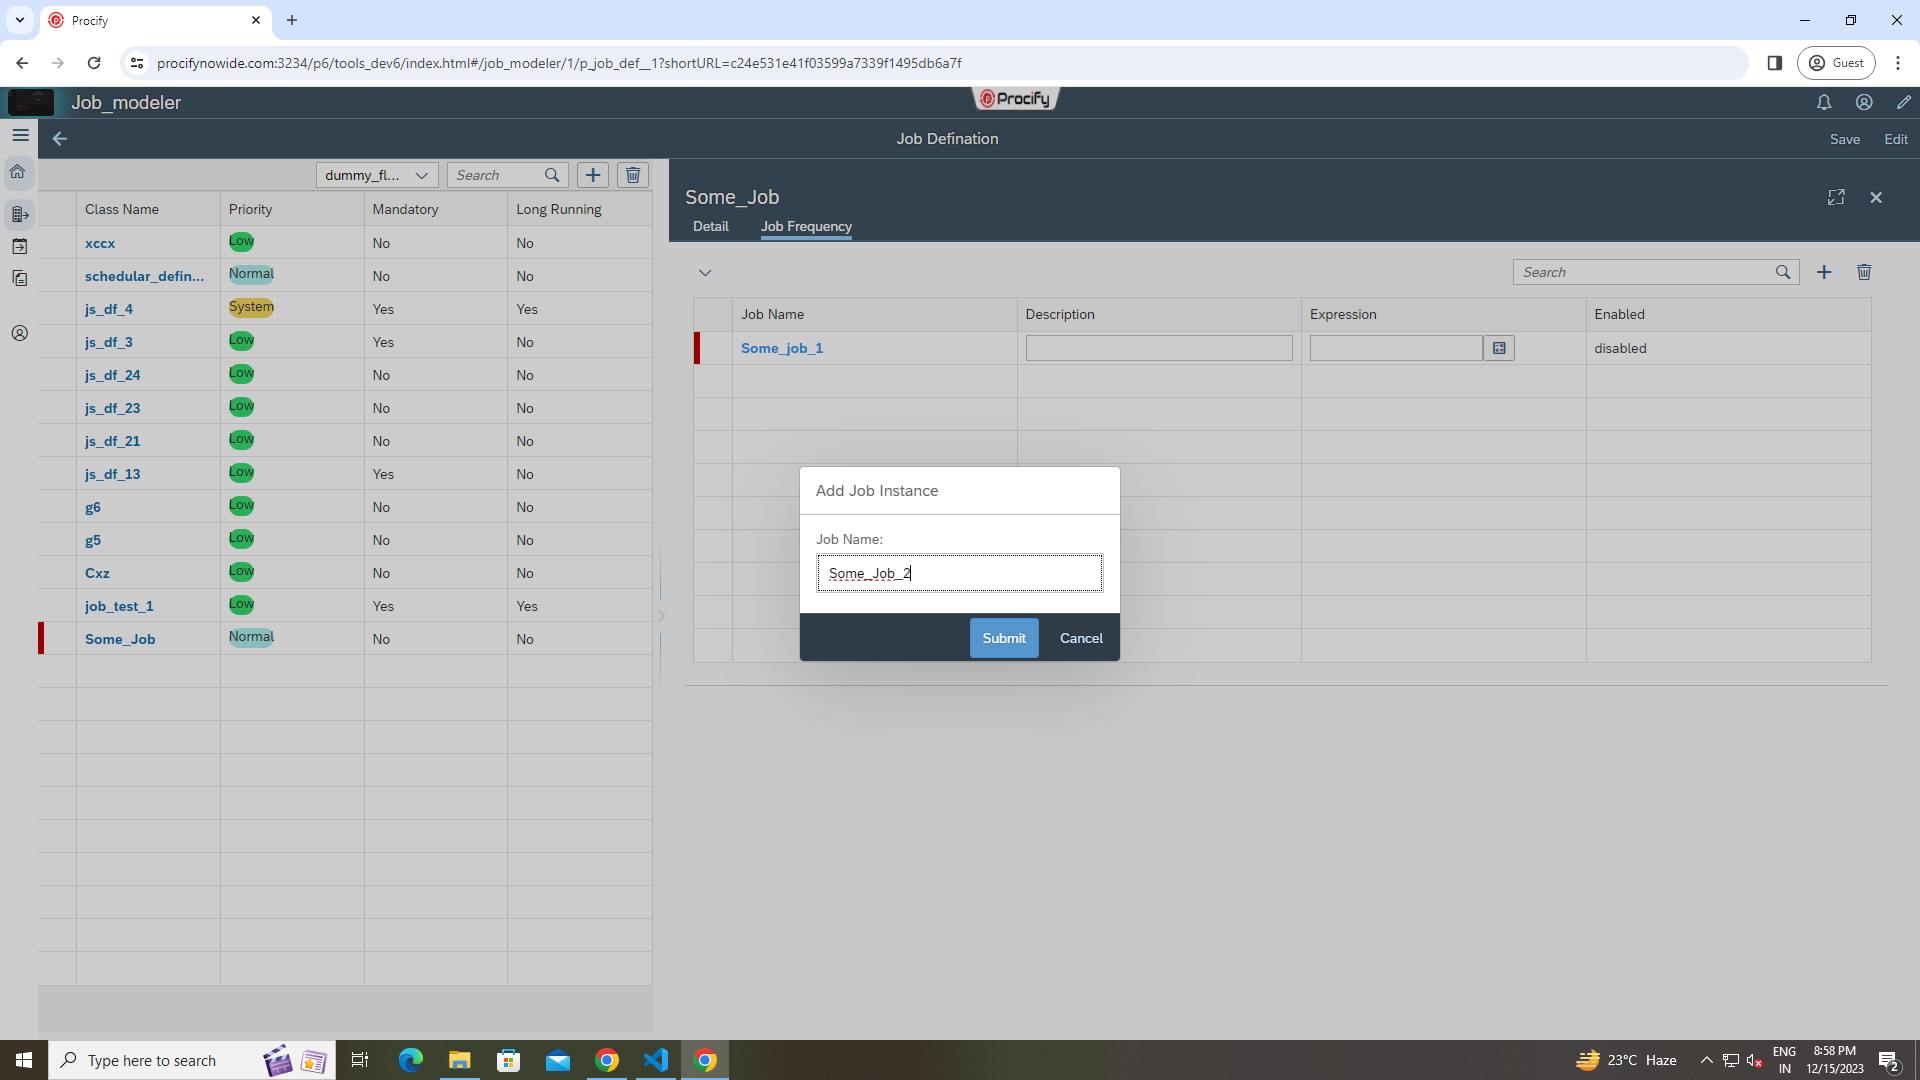 Procify
procifynowide.com:3234/p6/tools_dev6/index.html#/job_modeler/1/p_job_def__1?shortURL=c24e531e41f03599a7339f1495db6a7f
Guest
Job_modeler
Procify
Job Defination
Save
Edit
dummy_fl...
Search
Class Name
Priority
Mandatory
Long Running
xccx
Low
No
No
schedular_defin...
Normal
No
No
js_df_4
System
Yes
Yes
js_df_3
Low
Yes
No
js_df_24
Low
No
No
js_df_23
Low
No
No
js_df_21
Low
No
No
js_df_13
Low
Yes
No
g6
Low
No
No
g5
Low
No
No
Cxz
Low
No
No
job_test_1
Low
Yes
Yes
Some_Job
Normal
No
No
Some_Job
Detail
Job Frequency
Search
Job Name
Description
Expression
Enabled
Some_job_1
disabled
Add Job Instance
Job Name:
Some_Job_2
Submit
Cancel
Type here to search
23°C
Haze
ENG
IN
8:58 PM
12/15/2023
2